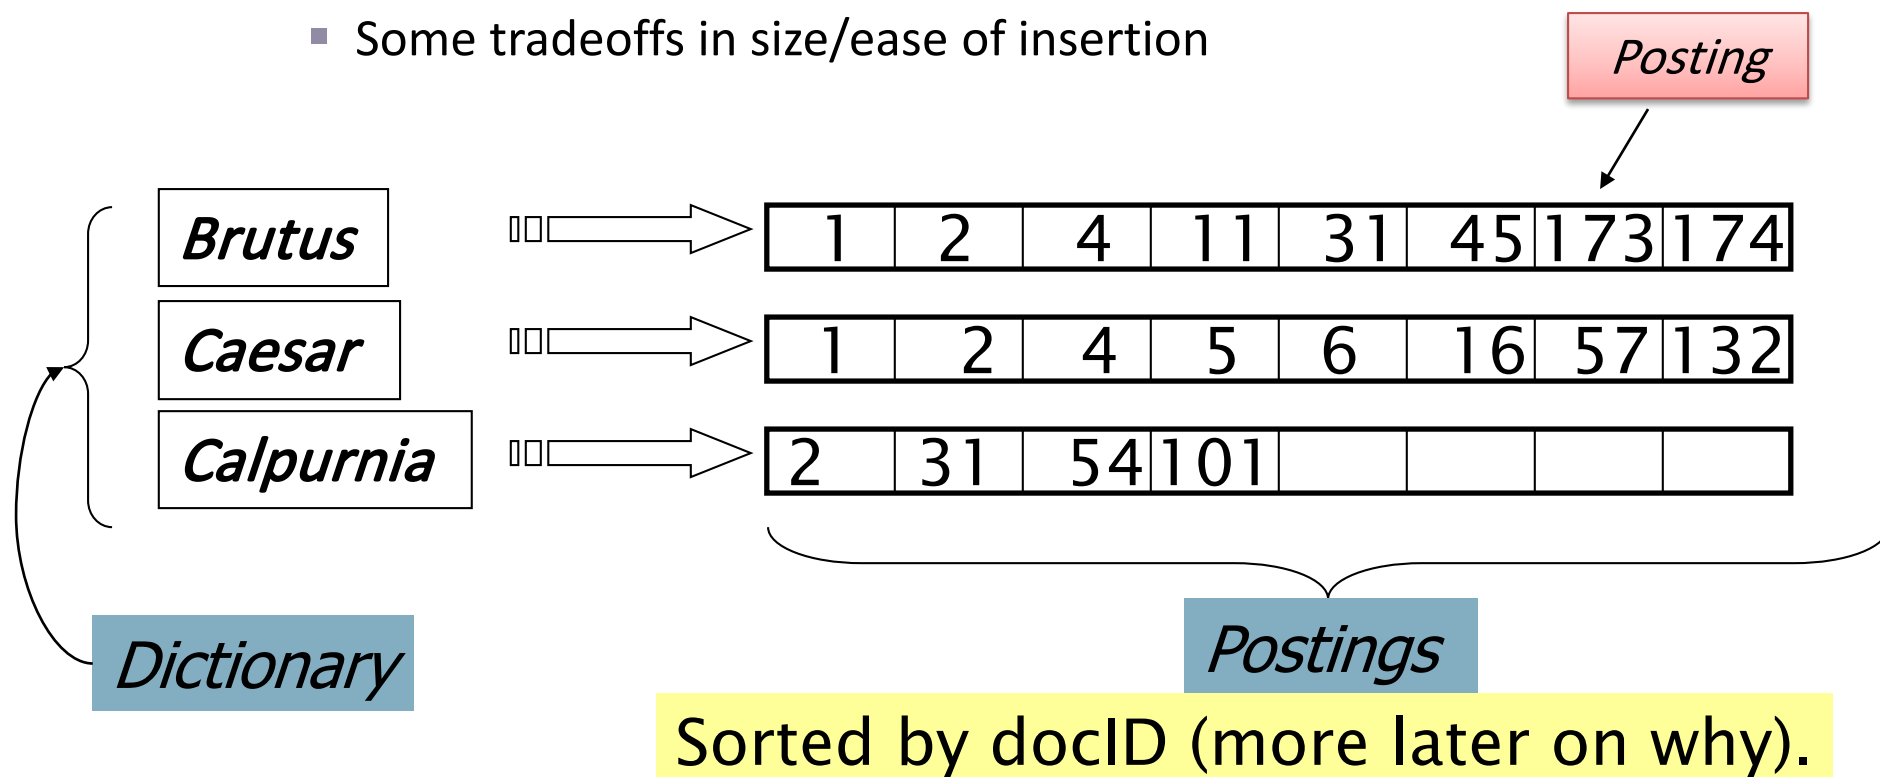 ▪ Some tradeoffs in size/ease of insertion
Posting
Brutus 1 2 4 11 31 45 173 174
Caesar 1 2 4 5 6 16 57 132
Calpurnia 2 31 54 101
Dictionary
Postings
Sorted by docID (more later on why).